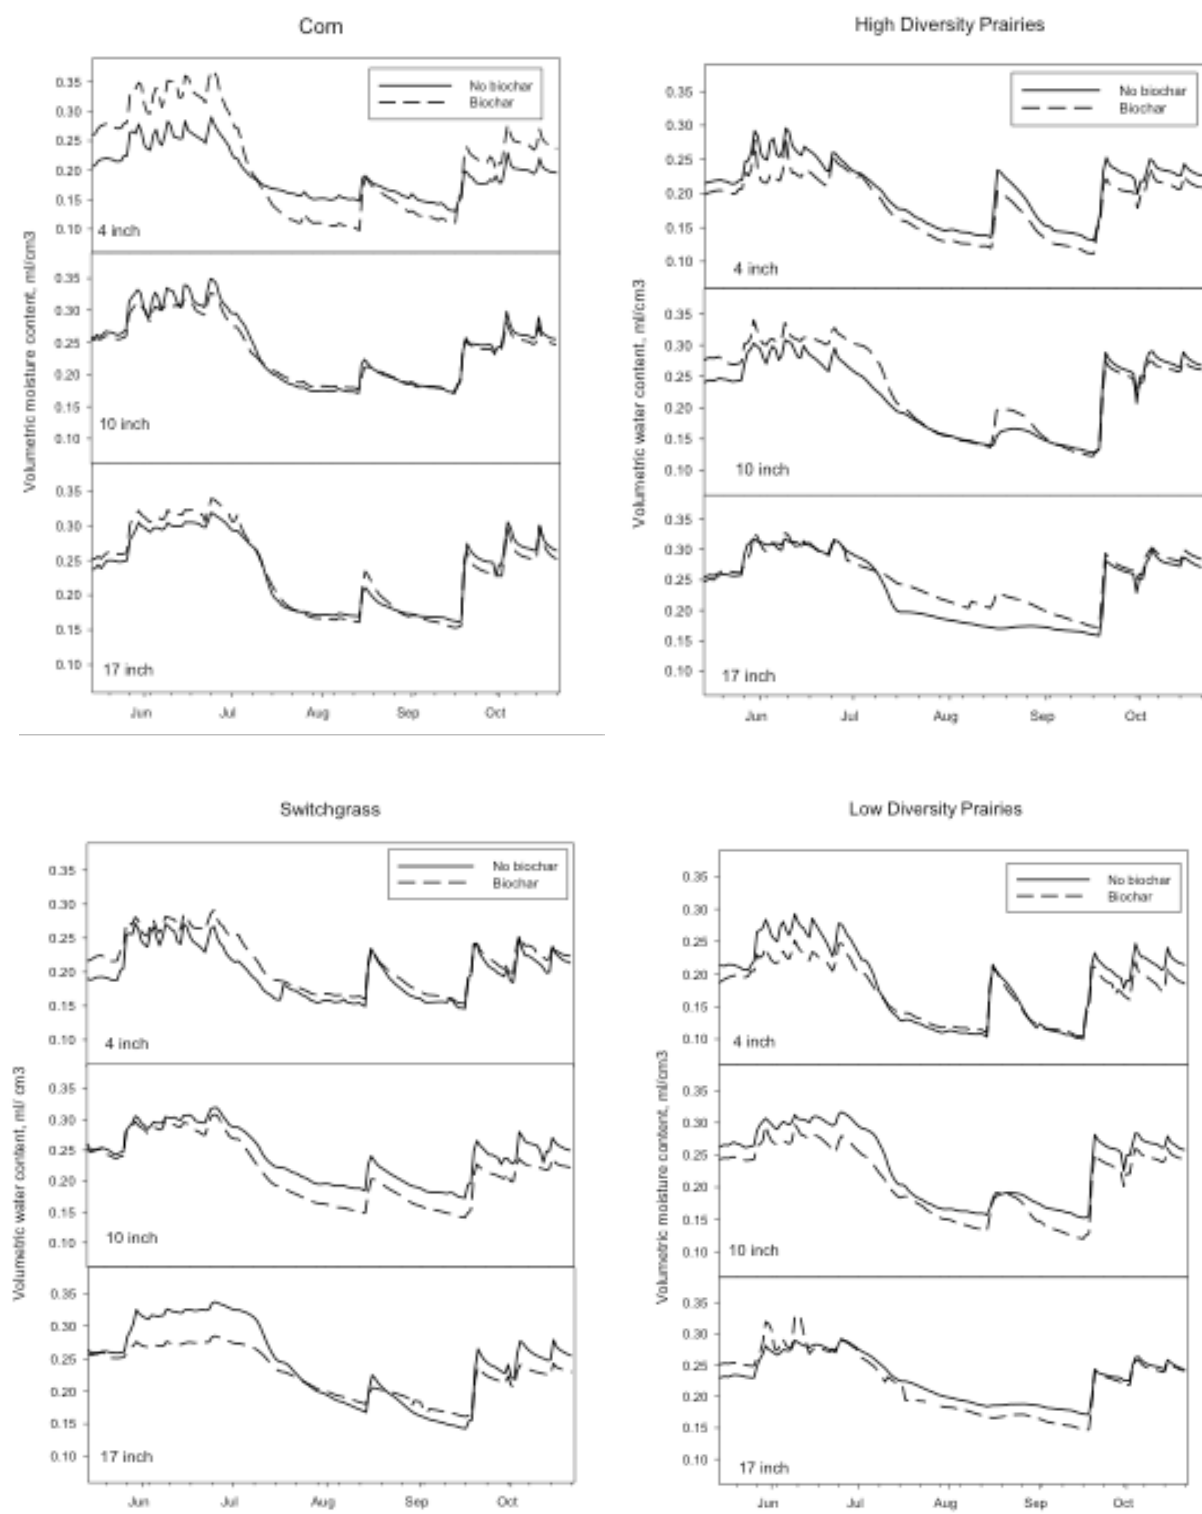 Corn
No biochar
Biochar
0.35
0.30
0.25
0.20
0.15
0.10
4 inch
0.35
0.30
0.25
0.20
0.15
0.10
10 inch
0.35
0.30
0.25
0.20
0.15
0.10
17 inch
Jun Jul Aug Sep Oct
Volumetric moisture content, ml/cm3
High Diversity Prairies
No biochar
Biochar
0.35
0.30
0.25
0.20
0.15
0.10
4 inch
0.35
0.30
0.25
0.20
0.15
0.10
10 inch
0.35
0.30
0.25
0.20
0.15
0.10
17 inch
Jun Jul Aug Sep Oct
Volumetric water content, ml/cm3
Switchgrass
No biochar
Biochar
0.35
0.30
0.25
0.20
0.15
0.10
4 inch
0.35
0.30
0.25
0.20
0.15
0.10
10 inch
0.35
0.30
0.25
0.20
0.15
0.10
17 inch
Jun Jul Aug Sep Oct
Volumetric water content, ml/ cm3
Low Diversity Prairies
No biochar
Biochar
0.35
0.30
0.25
0.20
0.15
0.10
4 inch
0.35
0.30
0.25
0.20
0.15
0.10
10 inch
0.35
0.30
0.25
0.20
0.15
0.10
17 inch
Jun Jul Aug Sep Oct
Volumetric moisture content, ml/cm3